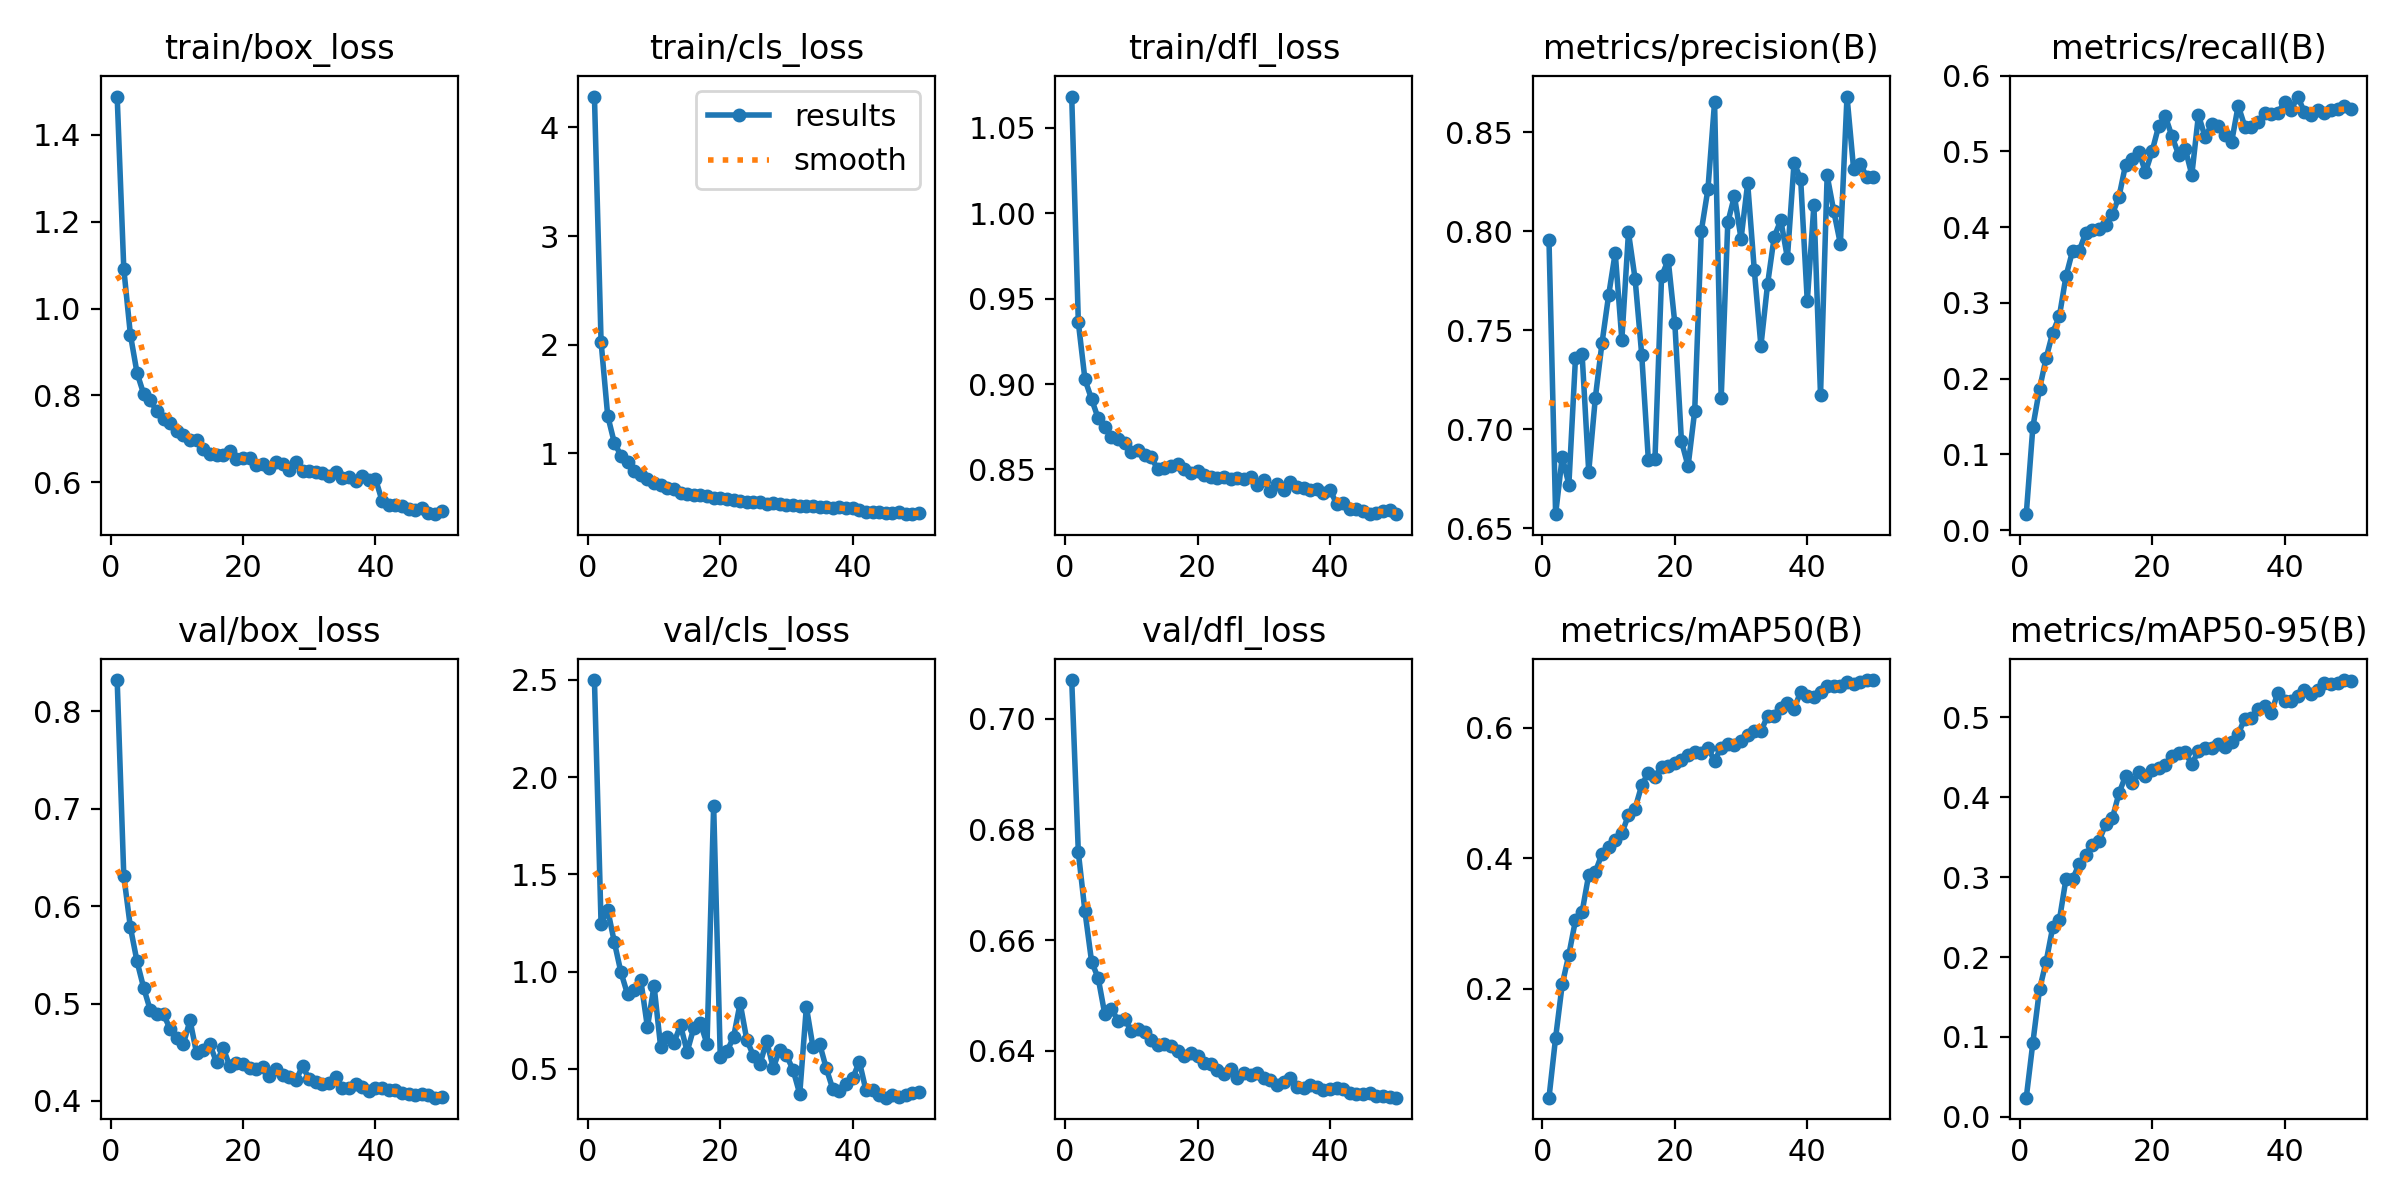 train/box_loss
1.4
1.2
1.0
0.8
0.6
0 20 40
train/cls_loss
results
smooth
4
3
2
1
0 20 40
train/dfl_loss
1.05
1.00
0.95
0.90
0.85
0 20 40
metrics/precision(B)
0.85
0.80
0.75
0.70
0.65
0 20 40
metrics/recall(B)
0.6
0.5
0.4
0.3
0.2
0.1
0.0
0 20 40
val/box_loss
0.8
0.7
0.6
0.5
0.4
0 20 40
val/cls_loss
2.5
2.0
1.5
1.0
0.5
0 20 40
val/dfl_loss
0.70
0.68
0.66
0.64
0 20 40
metrics/mAP50(B)
0.6
0.4
0.2
0 20 40
metrics/mAP50-95(B)
0.5
0.4
0.3
0.2
0.1
0.0
0 20 40